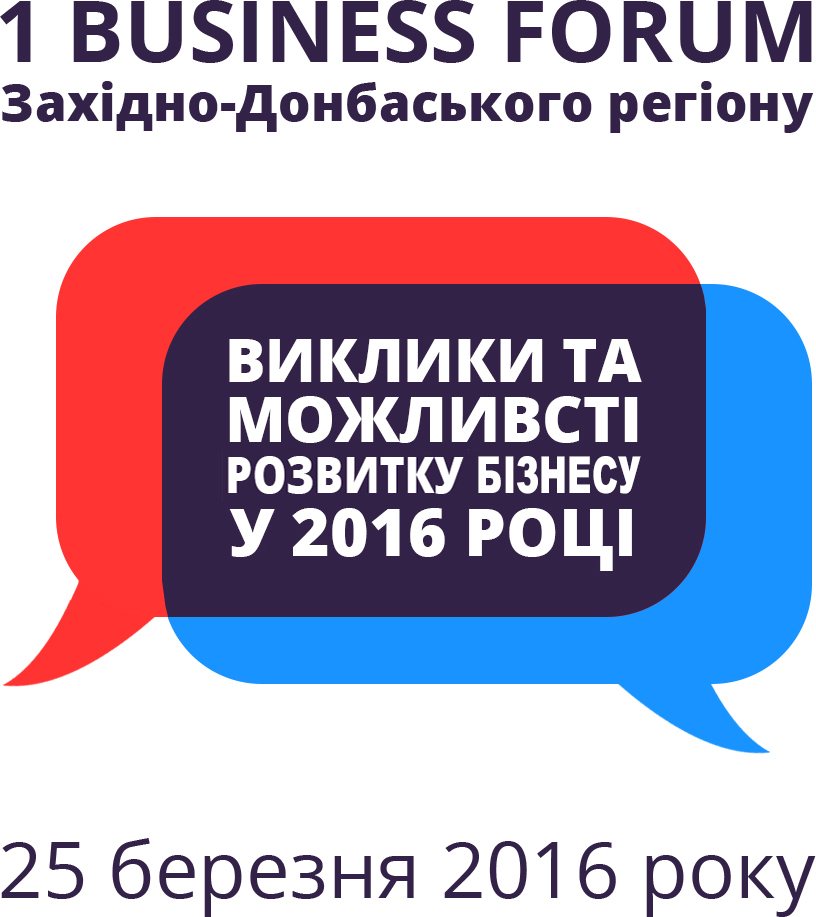 1 BUSINESS FORUM
Західно-Донбаського регіону
ВИКЛИКИ ТА
МОЖЛИВСТІ
РОЗВИТКУ БІЗНЕСУ
У 2016 РОЦІ
25 березня 2016 року